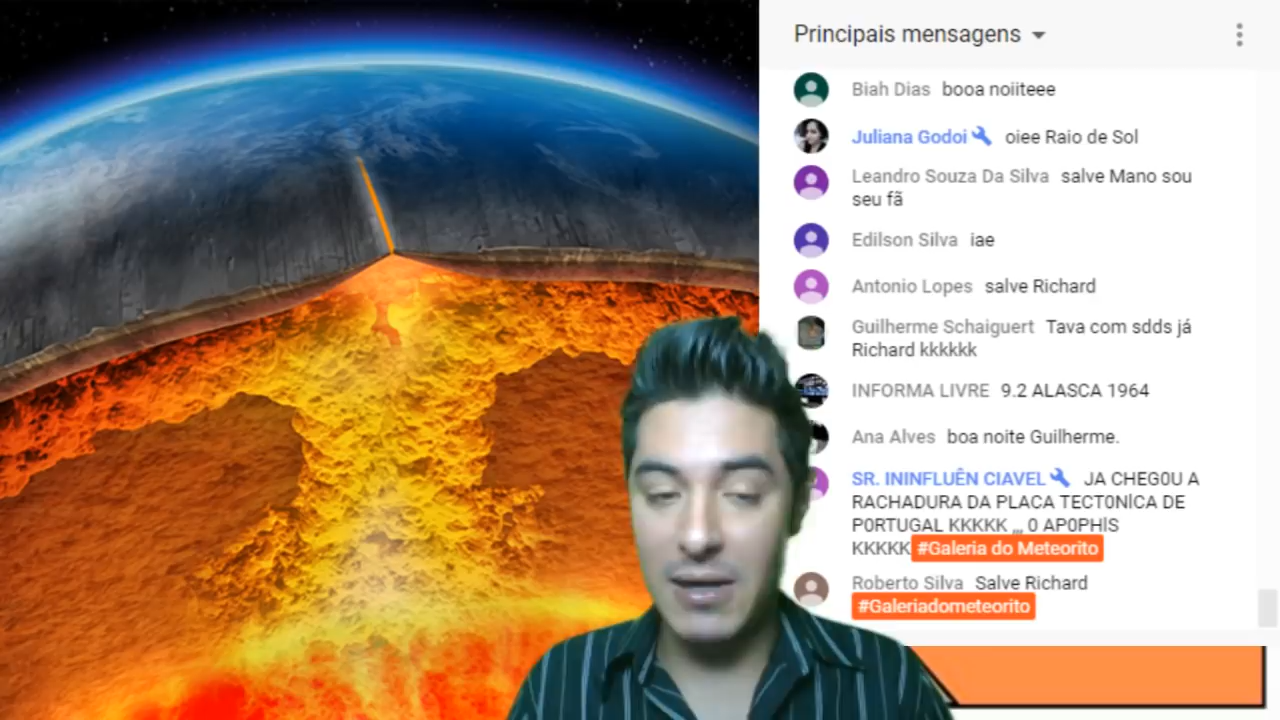 Principais mensagens
Biah Dias booa noiiteee
Juliana Godoi oiee Raio de Sol
Leandro Souza Da Silva salve Mano sou
seu fã
Edilson Silva iae
Antonio Lopes salve Richard
Guilherme Schaiguert Tava com sdds já
Richard kkkkkk
INFORMA LIVRE 9.2 ALASCA 1964
Ana Alves boa noite Guilherme.
SR. ININFLUÊN CIAVEL JA CHEG0U A
RACHADURA DA PLACA TECT0NÍCA DE
P0RTUGAL KKKKK ,,, 0 AP0PHÍS
KKKKK #Galeria do Meteorito
Roberto Silva Salve Richard
#Galeriadometeorito